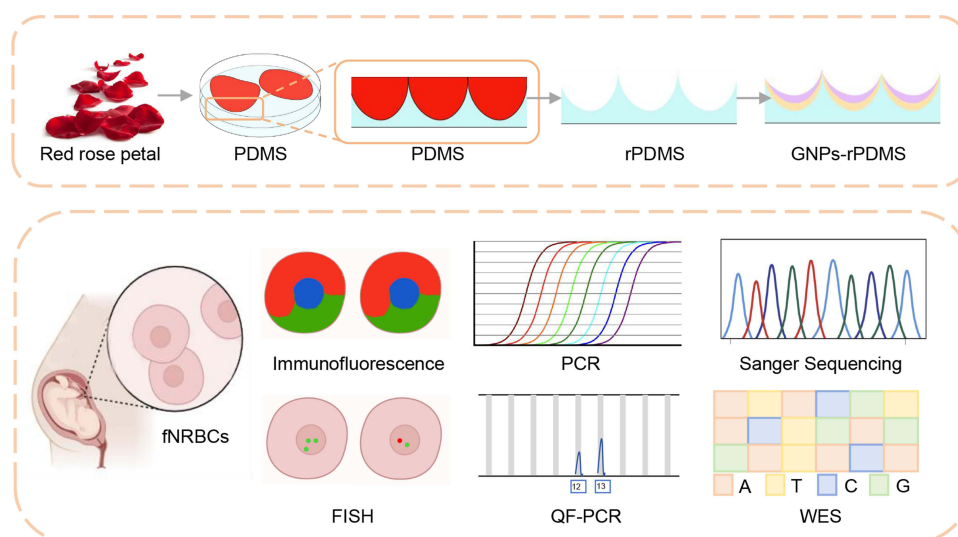 Red rose petal
PDMS
PDMS
rPDMS
GNPs-rPDMS
fNRBCs
Immunofluorescence
PCR
Sanger Sequencing
FISH
12 13
QF-PCR
A T C G
WES